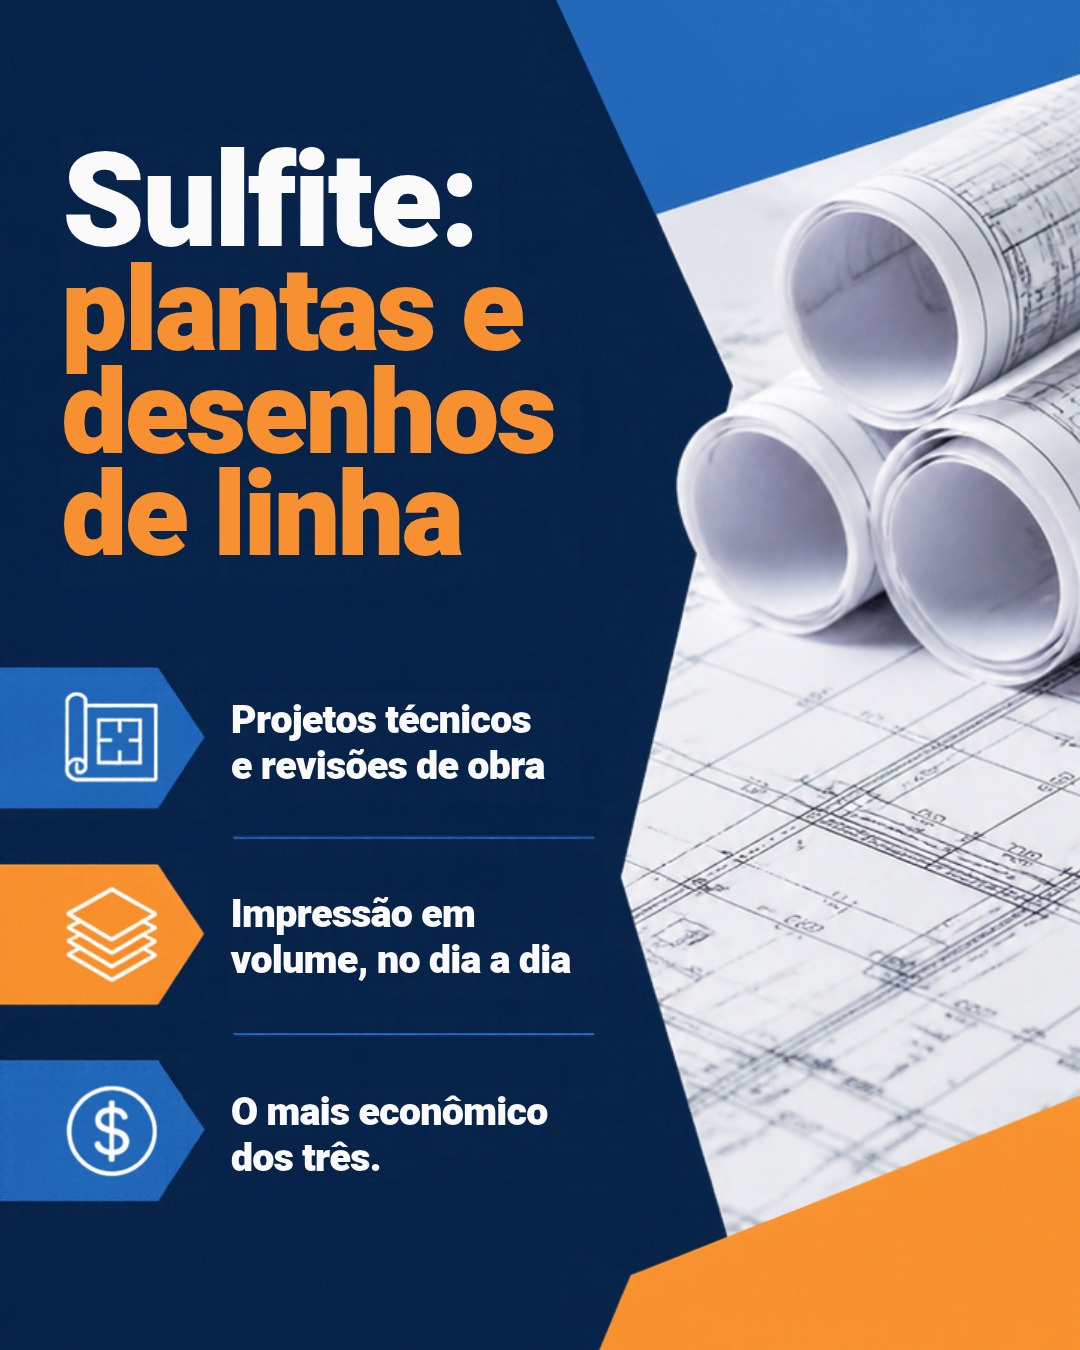 Sulfite:
plantas e
desenhos
de linha
Projetos técnicos
e revisões de obra
Impressão em
volume, no dia a dia
$
O mais econômico
dos três.